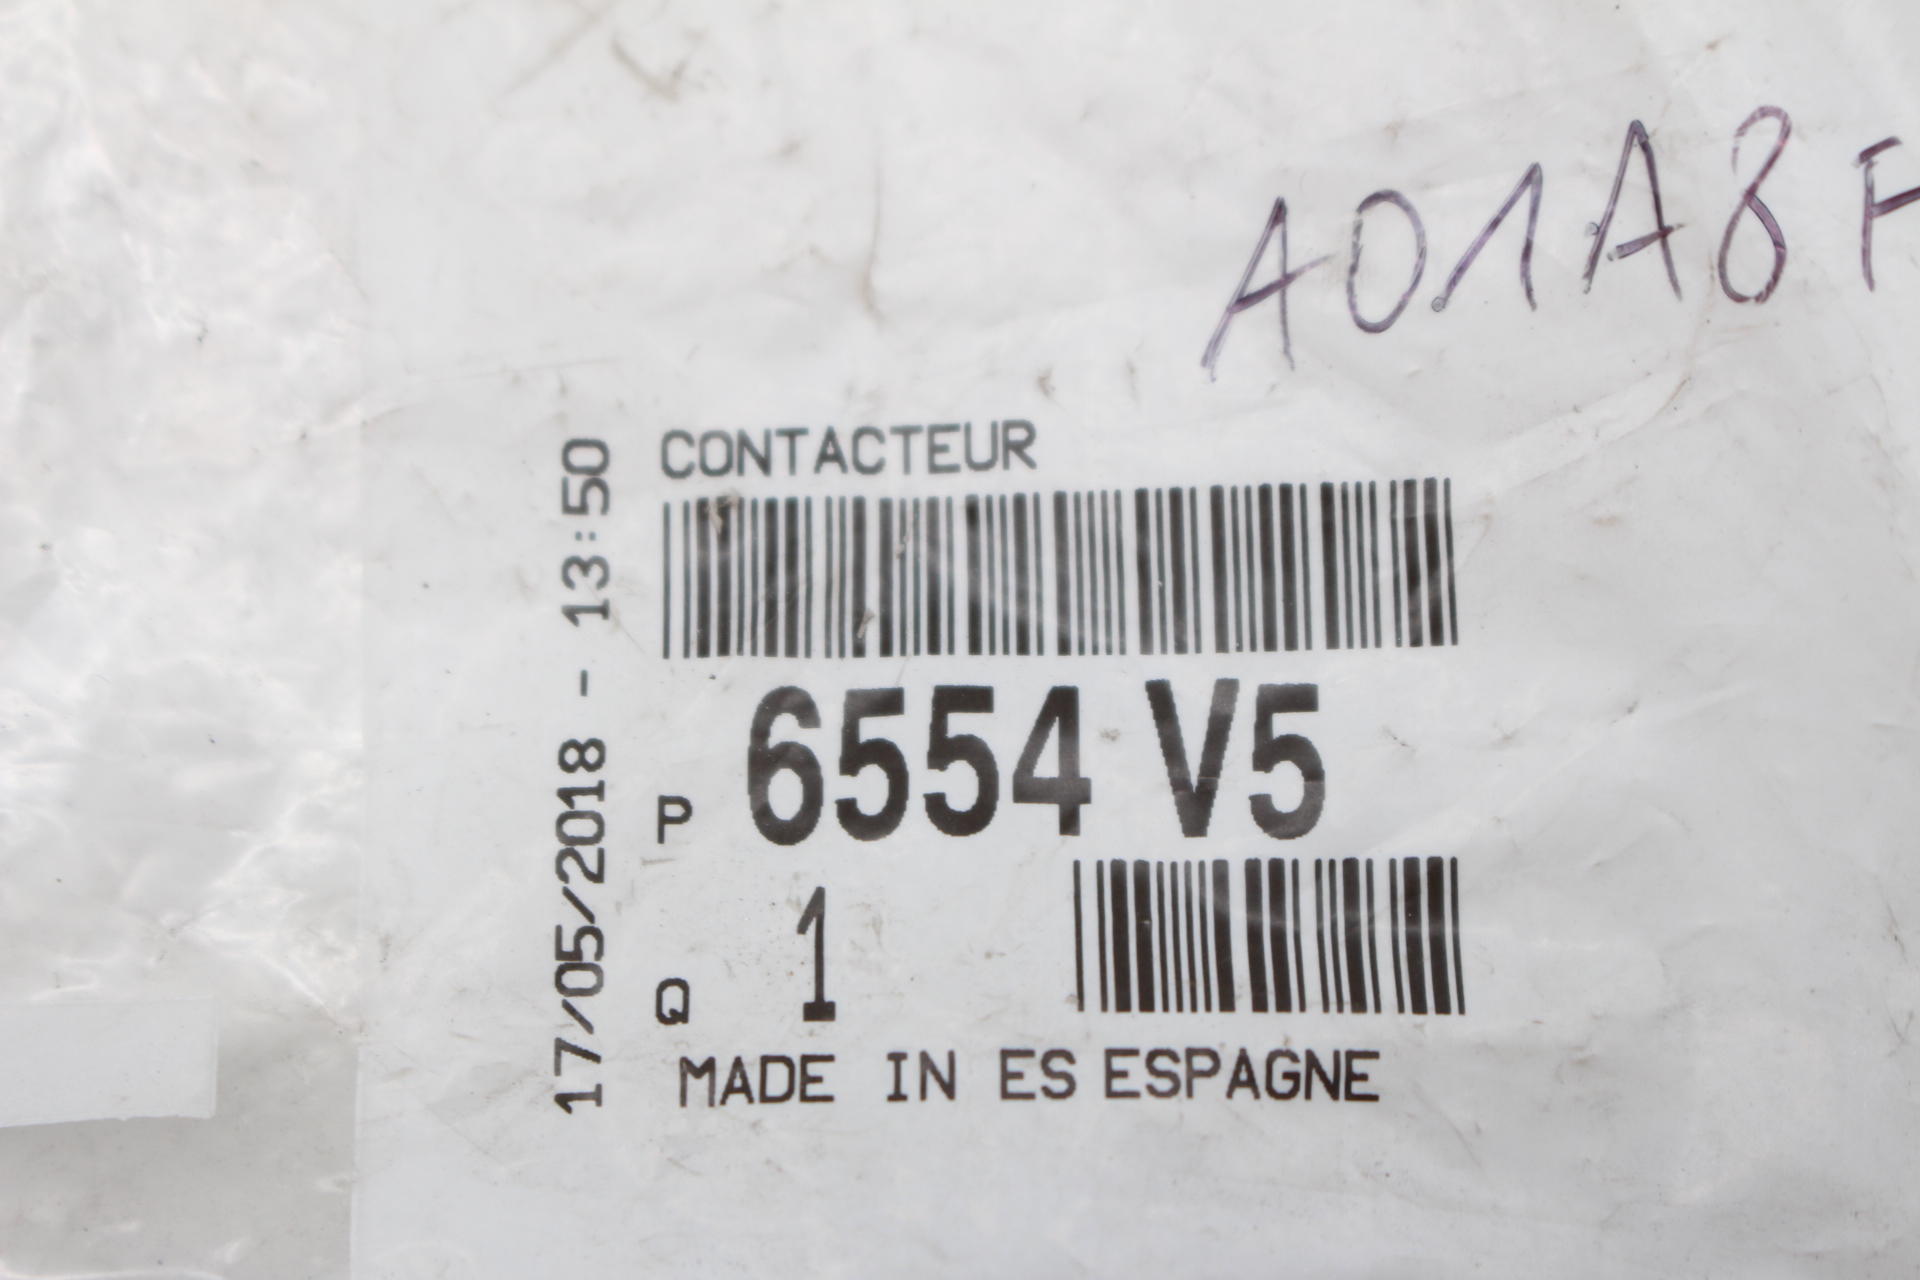 A01A8F
CONTACTEUR
17/05/2018 - 13:50
P 6554 V5
Q 1
MADE IN ES ESPAGNE